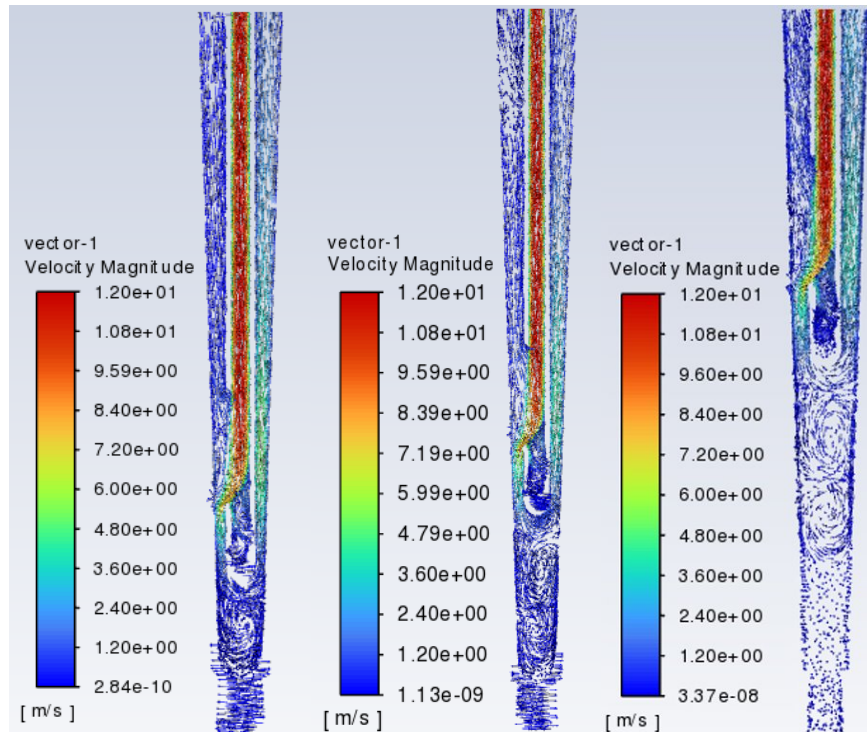 vector-1
Velocity Magnitude
1.20e+01
1.08e+01
9.59e+00
8.40e+00
7.20e+00
6.00e+00
4.80e+00
3.60e+00
2.40e+00
1.20e+00
2.84e-10
[ m/s ]
vector-1
Velocity Magnitude
1.20e+01
1.08e+01
9.59e+00
8.39e+00
7.19e+00
5.99e+00
4.79e+00
3.60e+00
2.40e+00
1.20e+00
1.13e-09
[ m/s ]
vector-1
Velocity Magnitude
1.20e+01
1.08e+01
9.60e+00
8.40e+00
7.20e+00
6.00e+00
4.80e+00
3.60e+00
2.40e+00
1.20e+00
3.37e-08
[ m/s ]